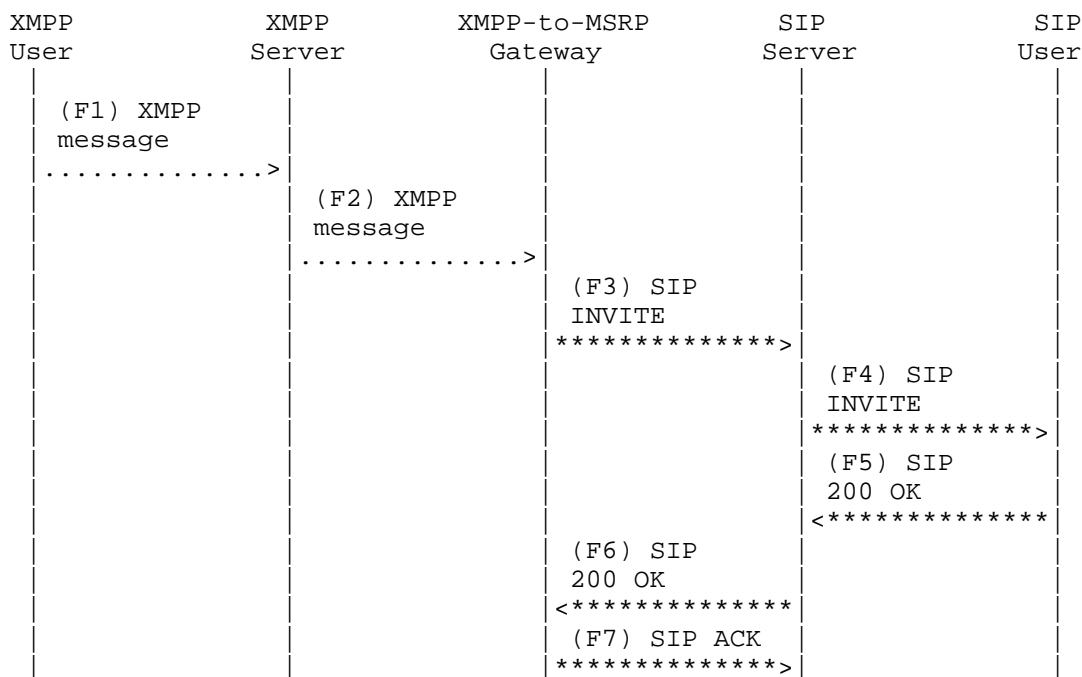 XMPP XMPP XMPP-to-MSRP SIP SIP
User Server Gateway Server User
(F1) XMPP
message
..............>
(F2) XMPP
message
..............>
(F3) SIP
INVITE
**************>
(F4) SIP
INVITE
**************>
(F5) SIP
200 OK
<**************
(F6) SIP
200 OK
<**************
(F7) SIP ACK
**************>